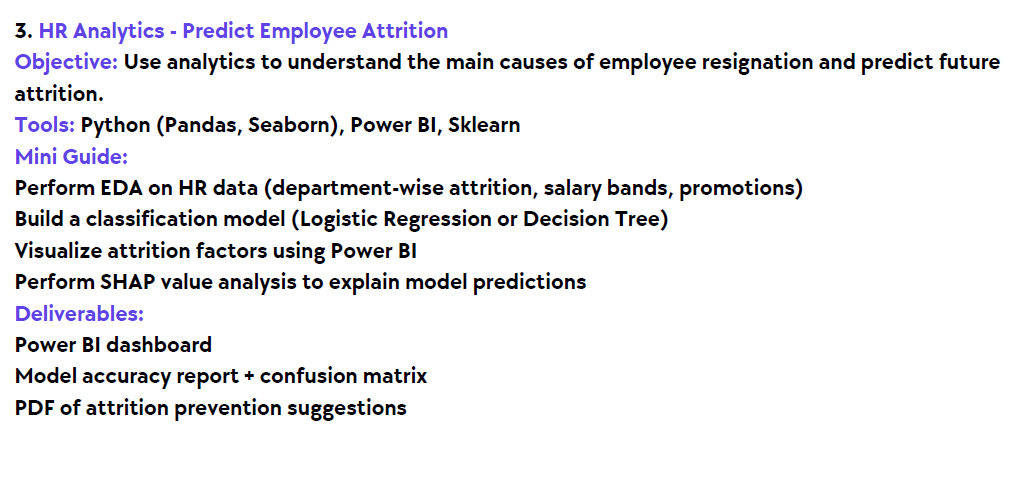 3. HR Analytics - Predict Employee Attrition
Objective: Use analytics to understand the main causes of employee resignation and predict future
attrition.
Tools: Python (Pandas, Seaborn), Power BI, Sklearn
Mini Guide:
Perform EDA on HR data (department-wise attrition, salary bands, promotions)
Build a classification model (Logistic Regression or Decision Tree)
Visualize attrition factors using Power BI
Perform SHAP value analysis to explain model predictions
Deliverables:
Power BI dashboard
Model accuracy report + confusion matrix
PDF of attrition prevention suggestions